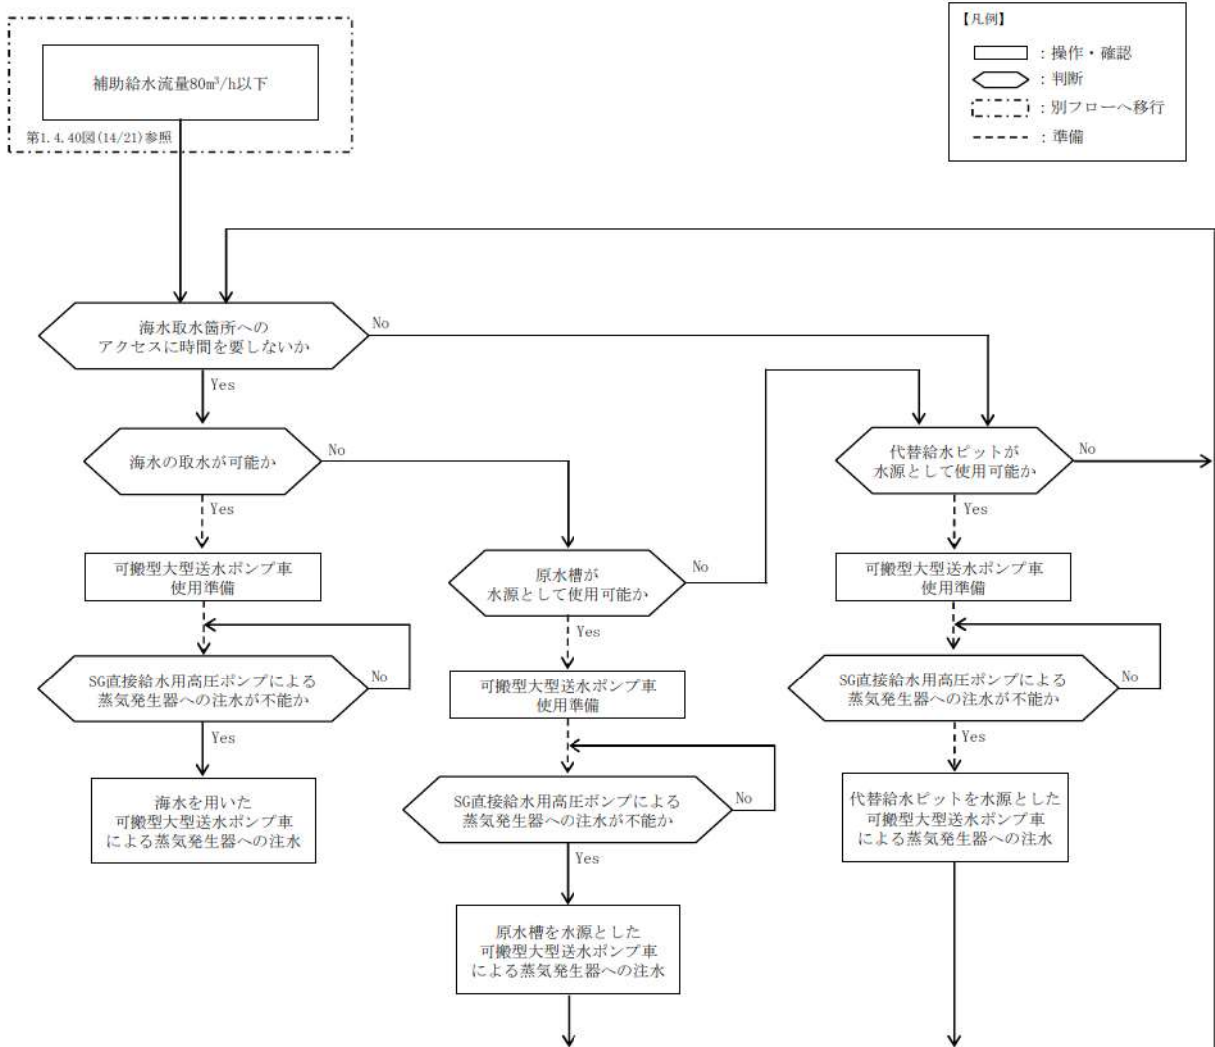 補助給水流量80m³/h以下
第1.4.40図(14/21)参照
【凡例】
：操作・確認
：判断
：別フローへ移行
：準備
海水取水箇所への
アクセスに時間を要しないか
No
Yes
海水の取水が可能か
No
Yes
可搬型大型送水ポンプ車
使用準備
SG直接給水用高圧ポンプによる
蒸気発生器への注水が不能か
No
Yes
海水を用いた
可搬型大型送水ポンプ車
による蒸気発生器への注水
原水槽が
水源として使用可能か
No
Yes
可搬型大型送水ポンプ車
使用準備
SG直接給水用高圧ポンプによる
蒸気発生器への注水が不能か
No
Yes
原水槽を水源とした
可搬型大型送水ポンプ車
による蒸気発生器への注水
代替給水ピットが
水源として使用可能か
No
Yes
可搬型大型送水ポンプ車
使用準備
SG直接給水用高圧ポンプによる
蒸気発生器への注水が不能か
No
Yes
代替給水ピットを水源とした
可搬型大型送水ポンプ車
による蒸気発生器への注水